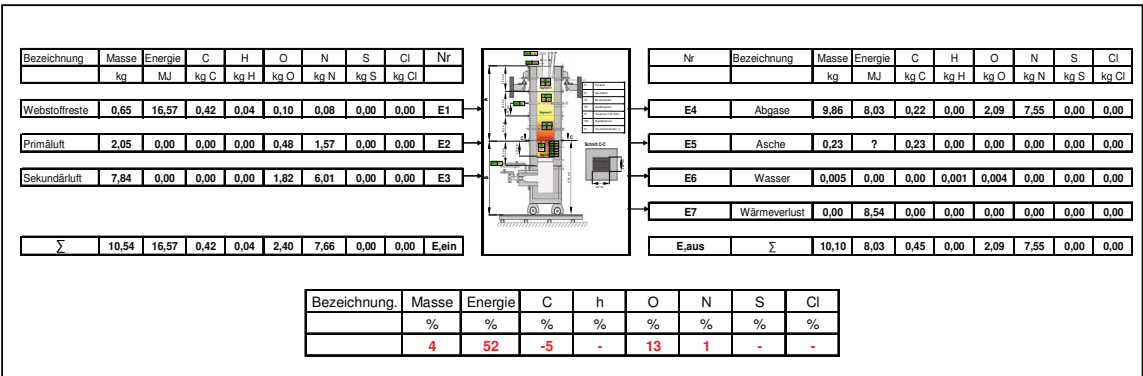 Bezeichnung Masse Energie C H O N S Cl Nr
kg MJ kg C kg H kg O kg N kg S kg Cl
Webstoffreste 0,65 16,57 0,42 0,04 0,10 0,08 0,00 0,00 E1
Primäluft 2,05 0,00 0,00 0,00 0,48 1,57 0,00 0,00 E2
Sekundärluft 7,84 0,00 0,00 0,00 1,82 6,01 0,00 0,00 E3
∑ 10,54 16,57 0,42 0,04 2,40 7,66 0,00 0,00 E,ein
Schnitt C-C
Nr Bezeichnung Masse Energie C H O N S Cl
kg MJ kg C kg H kg O kg N kg S kg Cl
E4 Abgase 9,86 8,03 0,22 0,00 2,09 7,55 0,00 0,00
E5 Asche 0,23 ? 0,23 0,00 0,00 0,00 0,00 0,00
E6 Wasser 0,005 0,00 0,00 0,001 0,004 0,00 0,00 0,00
E7 Wärmeverlust 0,00 8,54 0,00 0,00 0,00 0,00 0,00 0,00
E,aus ∑ 10,10 8,03 0,45 0,00 2,09 7,55 0,00 0,00
Bezeichnung. Masse Energie C h O N S Cl
% % % % % % % %
4 52 -5 - 13 1 - -